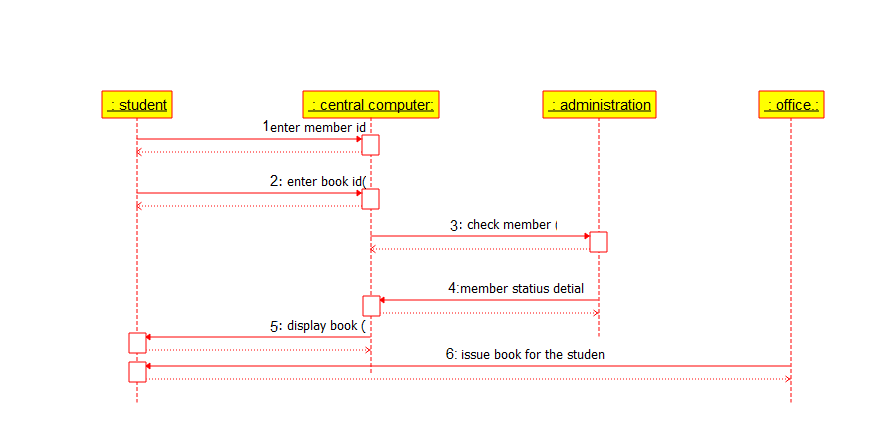 : student
: central computer:
: administration
: office :
1enter member id
2: enter book id(
3: check member (
4:member statius detial
5: display book (
6: issue book for the studen